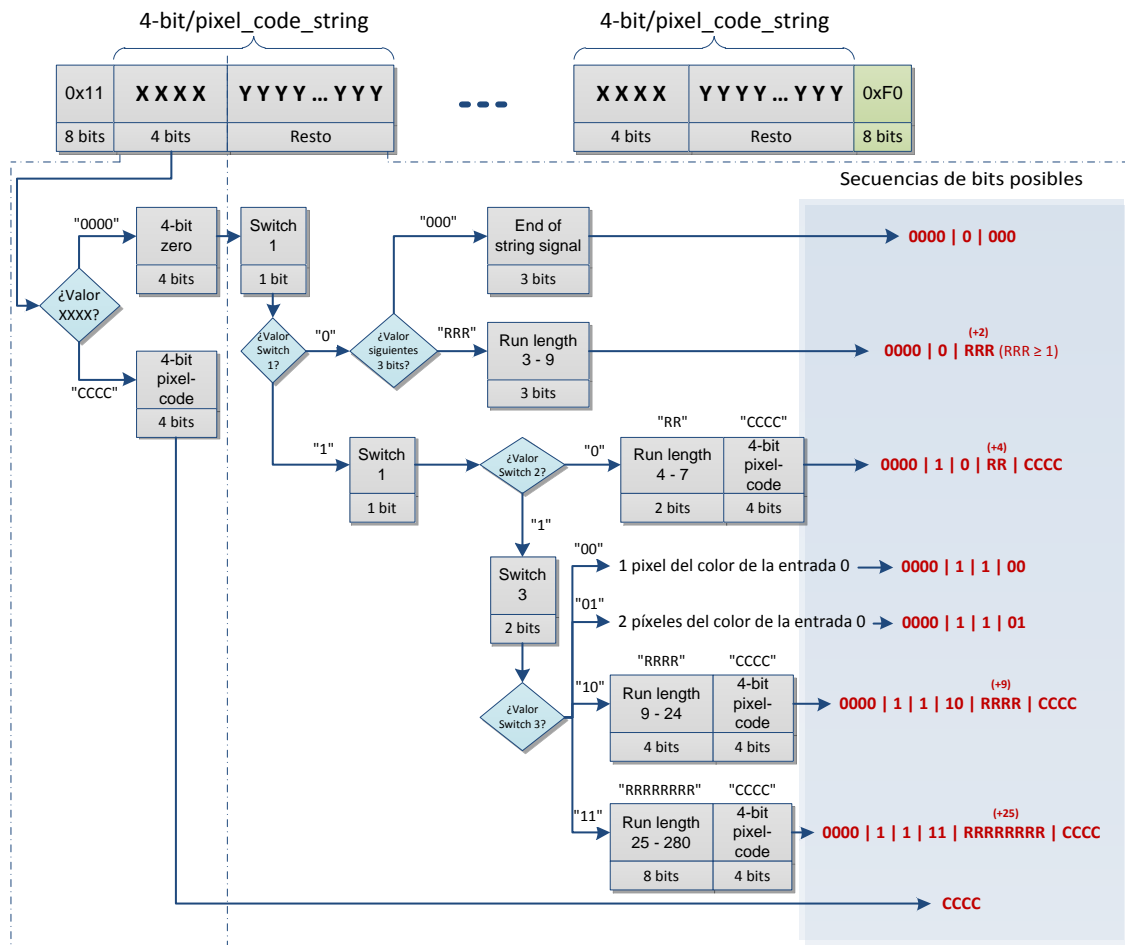 4-bit/pixel_code_string
4-bit/pixel_code_string
0x11
X X X X
Y Y Y Y ... Y Y Y
8 bits
4 bits
Resto
X X X X
Y Y Y Y ... Y Y Y
0xF0
4 bits
Resto
8 bits
Secuencias de bits posibles
"0000"
4-bit
zero
4 bits
Switch
1
1 bit
"000"
End of
string signal
3 bits
0000 | 0 | 000
¿Valor
XXXX?
¿Valor
Switch
1?
"0"
¿Valor
siguientes
3 bits?
"RRR"
Run length
3 - 9
3 bits
(+2)
0000 | 0 | RRR (RRR ≥ 1)
"CCCC"
4-bit
pixel-
code
4 bits
"1"
Switch
1
1 bit
¿Valor
Switch 2?
"0"
"RR"
"CCCC"
Run length
4 - 7
2 bits
4-bit
pixel-
code
4 bits
(+4)
0000 | 1 | 0 | RR | CCCC
"1"
Switch
3
2 bits
"00"
1 pixel del color de la entrada 0
0000 | 1 | 1 | 00
"01"
2 píxeles del color de la entrada 0
0000 | 1 | 1 | 01
¿Valor
Switch 3?
"10"
"RRRR"
"CCCC"
Run length
9 - 24
4 bits
4-bit
pixel-
code
4 bits
(+9)
0000 | 1 | 1 | 10 | RRRR | CCCC
"11"
"RRRRRRRR"
"CCCC"
Run length
25 - 280
8 bits
4-bit
pixel-
code
4 bits
(+25)
0000 | 1 | 1 | 11 | RRRRRRRR | CCCC
CCCC